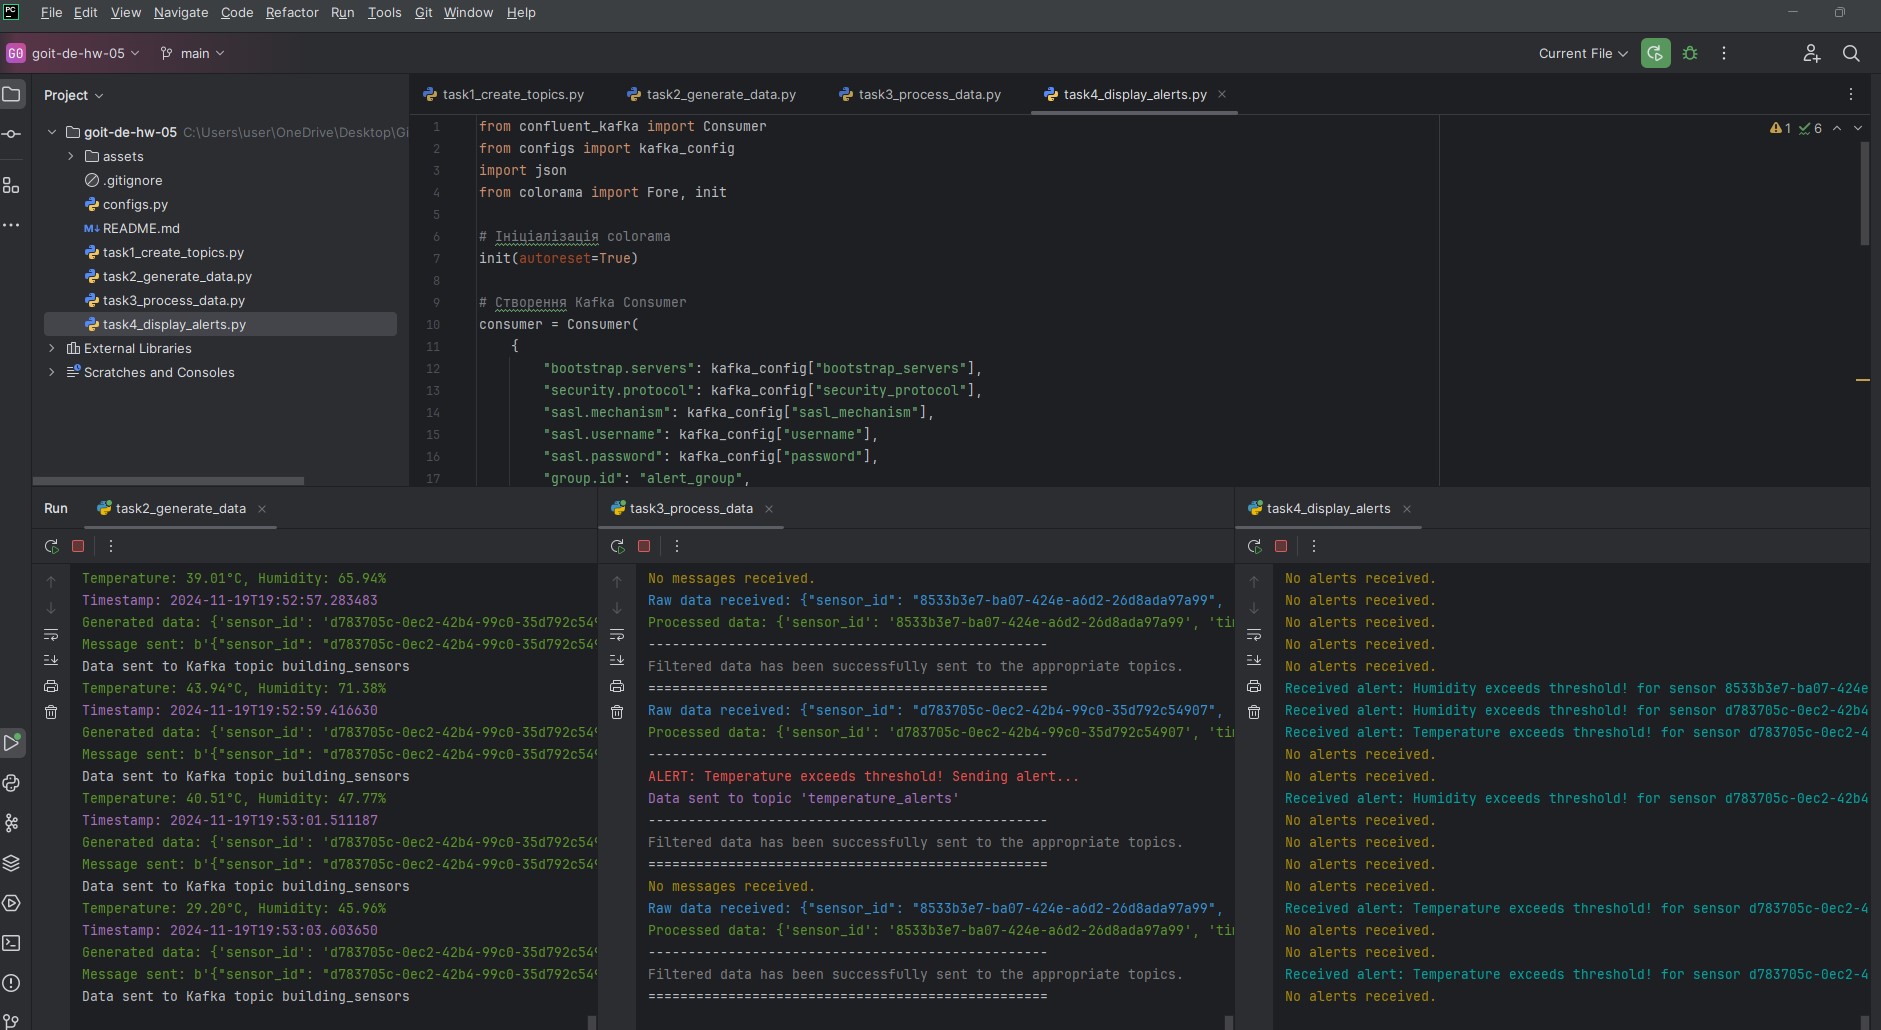 PC File Edit View Navigate Code Refactor Run Tools Git Window Help
GO goit-de-hw-05 main Current File
Project
goit-de-hw-05 C:\Users\user\OneDrive\Desktop\Gi
assets
.gitignore
configs.py
M↓ README.md
task1_create_topics.py
task2_generate_data.py
task3_process_data.py
task4_display_alerts.py
External Libraries
Scratches and Consoles
task1_create_topics.py task2_generate_data.py task3_process_data.py task4_display_alerts.py
1 6
1 from confluent_kafka import Consumer
2 from configs import kafka_config
3 import json
4 from colorama import Fore, init
5
6 # Ініціалізація colorama
7 init(autoreset=True)
8
9 # Створення Kafka Consumer
10 consumer = Consumer(
11 {
12 "bootstrap.servers": kafka_config["bootstrap_servers"],
13 "security.protocol": kafka_config["security_protocol"],
14 "sasl.mechanism": kafka_config["sasl_mechanism"],
15 "sasl.username": kafka_config["username"],
16 "sasl.password": kafka_config["password"],
17 "group.id": "alert_group",
Run task2_generate_data
Temperature: 39.01°C, Humidity: 65.94%
Timestamp: 2024-11-19T19:52:57.283483
Generated data: {'sensor_id': 'd783705c-0ec2-42b4-99c0-35d792c549
Message sent: b'{"sensor_id": "d783705c-0ec2-42b4-99c0-35d792c549
Data sent to Kafka topic building_sensors
Temperature: 43.94°C, Humidity: 71.38%
Timestamp: 2024-11-19T19:52:59.416630
Generated data: {'sensor_id': 'd783705c-0ec2-42b4-99c0-35d792c549
Message sent: b'{"sensor_id": "d783705c-0ec2-42b4-99c0-35d792c549
Data sent to Kafka topic building_sensors
Temperature: 40.51°C, Humidity: 47.77%
Timestamp: 2024-11-19T19:53:01.511187
Generated data: {'sensor_id': 'd783705c-0ec2-42b4-99c0-35d792c549
Message sent: b'{"sensor_id": "d783705c-0ec2-42b4-99c0-35d792c549
Data sent to Kafka topic building_sensors
Temperature: 29.20°C, Humidity: 45.96%
Timestamp: 2024-11-19T19:53:03.603650
Generated data: {'sensor_id': 'd783705c-0ec2-42b4-99c0-35d792c549
Message sent: b'{"sensor_id": "d783705c-0ec2-42b4-99c0-35d792c549
Data sent to Kafka topic building_sensors
task3_process_data
No messages received.
Raw data received: {"sensor_id": "8533b3e7-ba07-424e-a6d2-26d8ada97a99",
Processed data: {'sensor_id': '8533b3e7-ba07-424e-a6d2-26d8ada97a99', 'ti
--------------------------------------------------
Filtered data has been successfully sent to the appropriate topics.
==================================================
Raw data received: {"sensor_id": "d783705c-0ec2-42b4-99c0-35d792c54907",
Processed data: {'sensor_id': 'd783705c-0ec2-42b4-99c0-35d792c54907', 'ti
--------------------------------------------------
ALERT: Temperature exceeds threshold! Sending alert...
Data sent to topic 'temperature_alerts'
--------------------------------------------------
Filtered data has been successfully sent to the appropriate topics.
==================================================
No messages received.
Raw data received: {"sensor_id": "8533b3e7-ba07-424e-a6d2-26d8ada97a99",
Processed data: {'sensor_id': '8533b3e7-ba07-424e-a6d2-26d8ada97a99', 'ti
--------------------------------------------------
Filtered data has been successfully sent to the appropriate topics.
==================================================
task4_display_alerts
No alerts received.
No alerts received.
No alerts received.
No alerts received.
No alerts received.
Received alert: Humidity exceeds threshold! for sensor 8533b3e7-ba07-424e
Received alert: Humidity exceeds threshold! for sensor d783705c-0ec2-42b4
Received alert: Temperature exceeds threshold! for sensor d783705c-0ec2-4
No alerts received.
No alerts received.
Received alert: Humidity exceeds threshold! for sensor d783705c-0ec2-42b4
No alerts received.
No alerts received.
No alerts received.
No alerts received.
Received alert: Temperature exceeds threshold! for sensor d783705c-0ec2-4
No alerts received.
No alerts received.
Received alert: Temperature exceeds threshold! for sensor d783705c-0ec2-4
No alerts received.